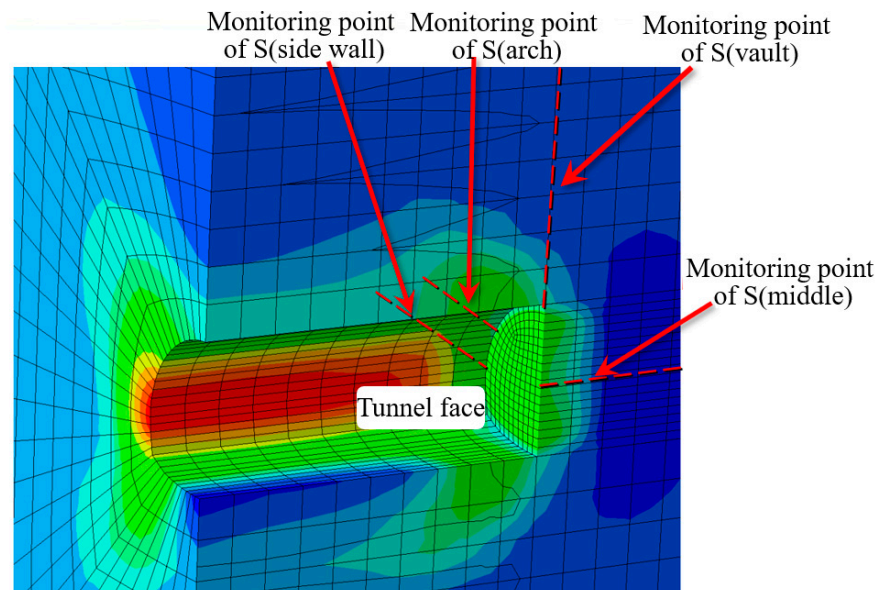 Monitoring point
of S(side wall)
Monitoring point
of S(arch)
Monitoring point
of S(vault)
Monitoring point
of S(middle)
Tunnel face